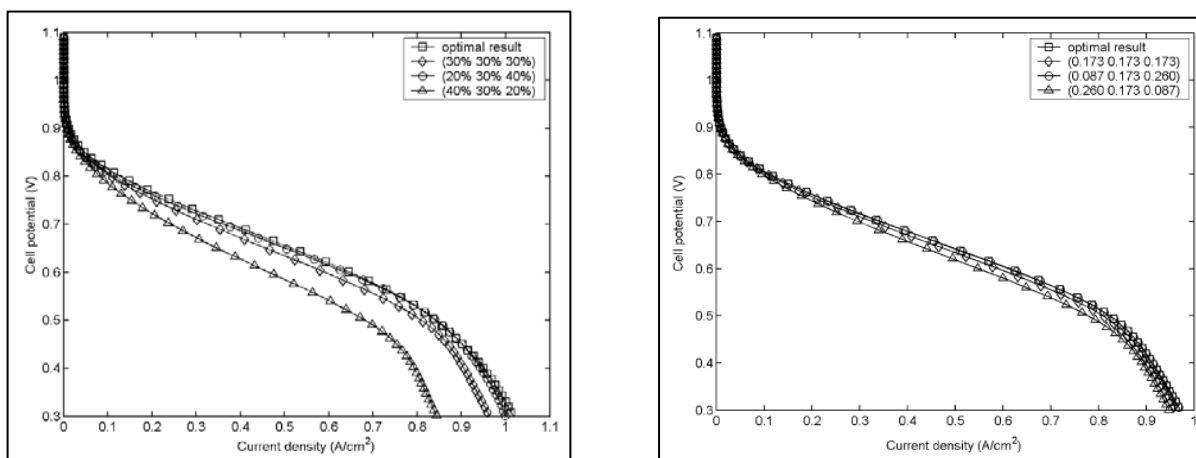 1.1
1
0.9
0.8
0.7
0.6
0.5
0.4
0.3
Cell potential (V)
optimal result
(30% 30% 30%)
(20% 30% 40%)
(40% 30% 20%)
0 0.1 0.2 0.3 0.4 0.5 0.6 0.7 0.8 0.9 1 1.1
Current density (A/cm²)
1.1
1
0.9
0.8
0.7
0.6
0.5
0.4
0.3
Cell potential (V)
optimal result
(0.173 0.173 0.173)
(0.087 0.173 0.260)
(0.260 0.173 0.087)
0 0.1 0.2 0.3 0.4 0.5 0.6 0.7 0.8 0.9 1
Current density (A/cm²)